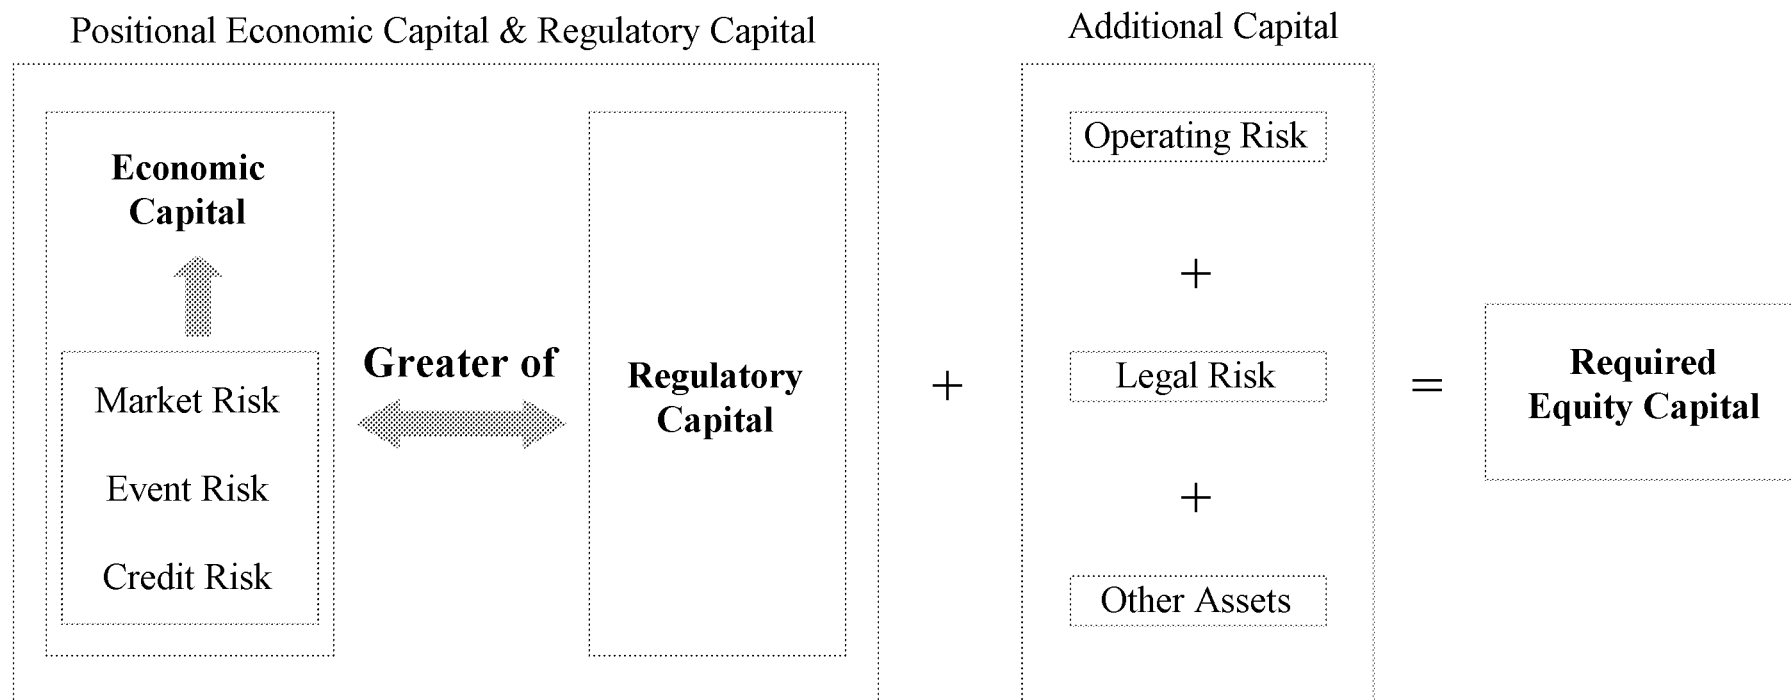 Positional Economic Capital & Regulatory Capital
Additional Capital
Economic
Capital
Market Risk
Event Risk
Credit Risk
Greater of
Regulatory
Capital
+
Operating Risk
+
Legal Risk
+
Other Assets
=
Required
Equity Capital